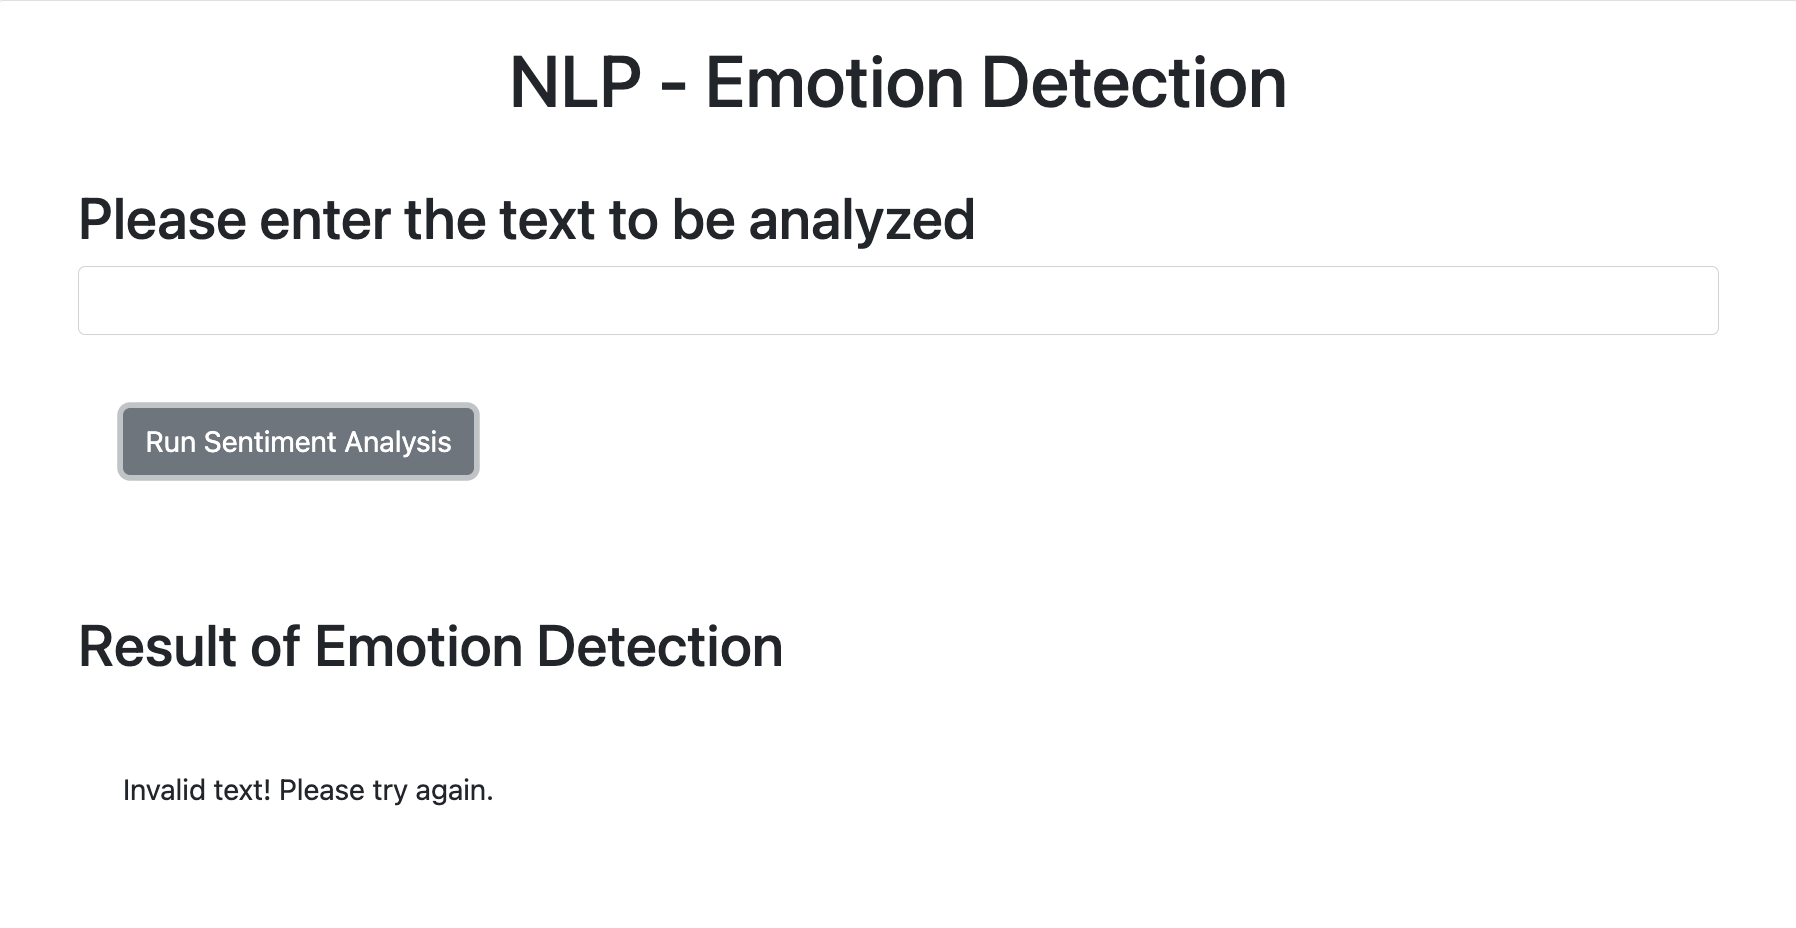 NLP - Emotion Detection
Please enter the text to be analyzed
Run Sentiment Analysis
Result of Emotion Detection
Invalid text! Please try again.